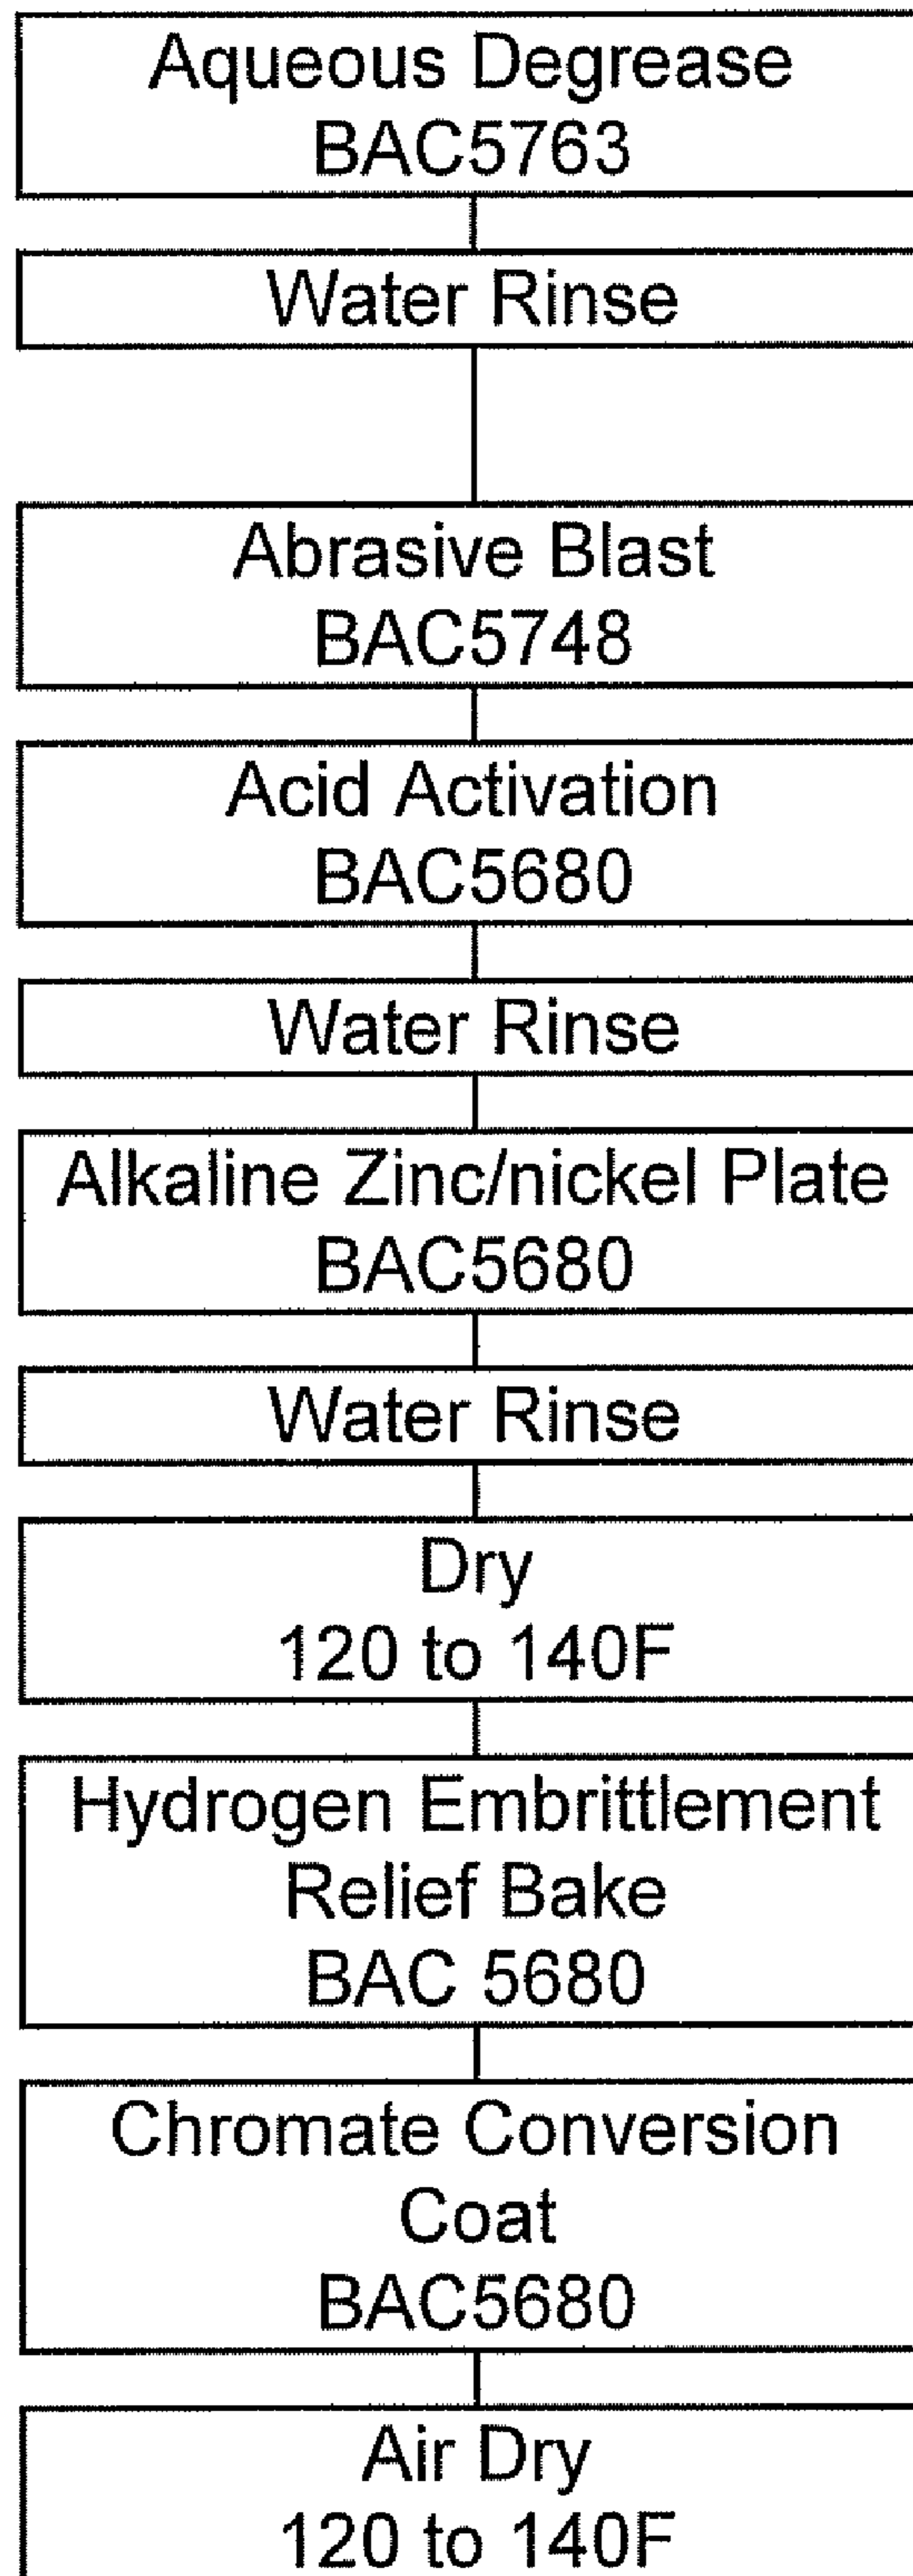 Aqueous Degrease
BAC5763
Water Rinse
Abrasive Blast
BAC5748
Acid Activation
BAC5680
Water Rinse
Alkaline Zinc/nickel Plate
BAC5680
Water Rinse
Dry
120 to 140F
Hydrogen Embrittlement
Relief Bake
BAC 5680
Chromate Conversion
Coat
BAC5680
Air Dry
120 to 140F